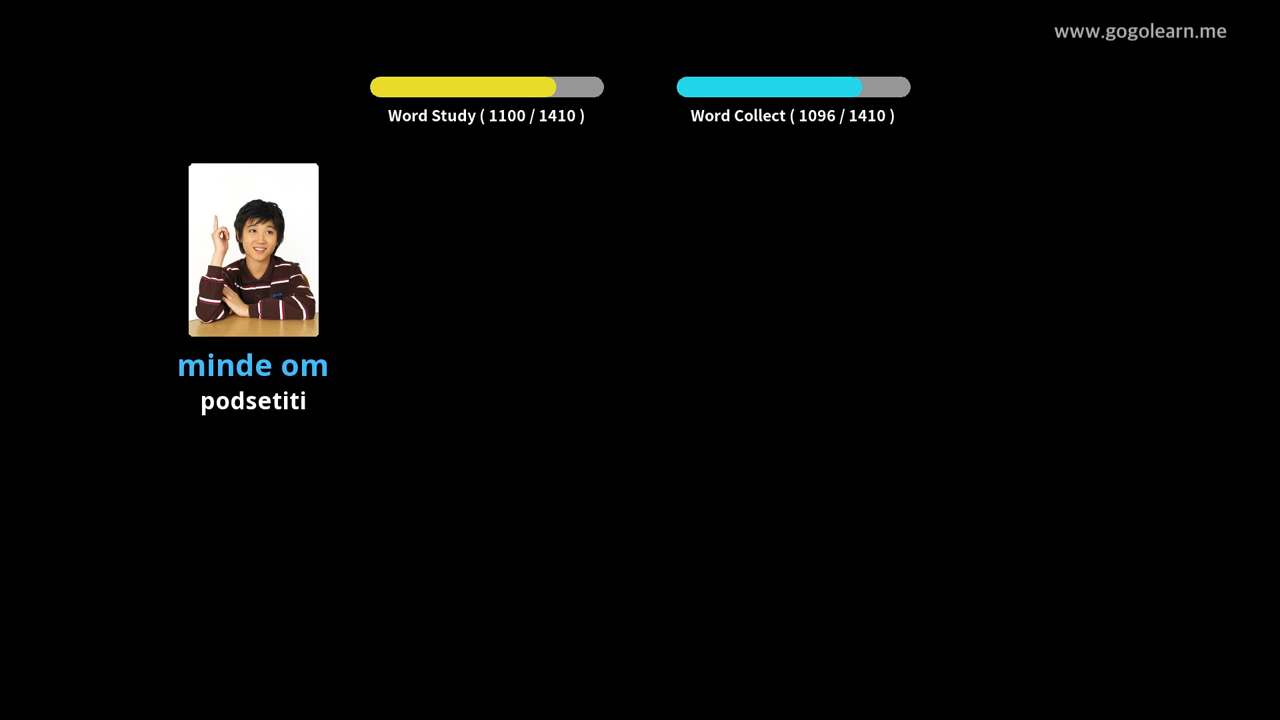 www.gogolearn.me
Word Study ( 1100 / 1410 )
Word Collect ( 1096 / 1410 )
minde om
podsetiti